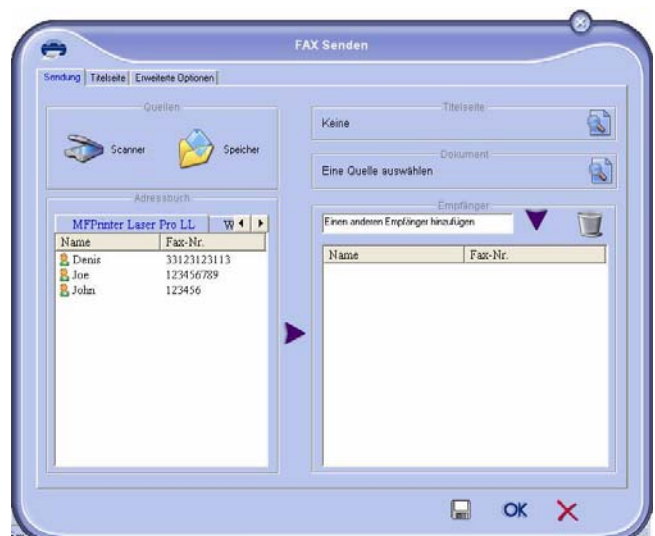 FAX Senden
Sendung Titelseite Erweiterte Optionen
Quellen
Scanner Speicher
Titelseite
Keine
Dokument
Eine Quelle auswählen
Adressbuch
MFPrinter Laser Pro LL W
Name Fax-Nr.
Denis 33123123113
Joe 123456789
John 123456
Empfänger
Einen anderen Empfänger hinzufügen
Name Fax-Nr.
OK